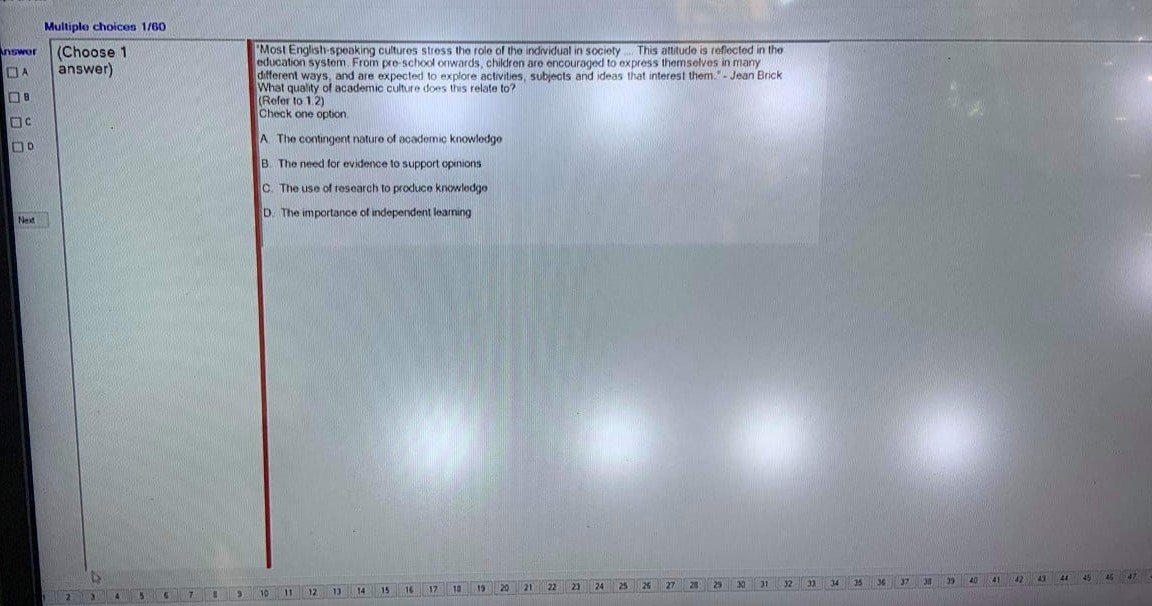 Multiple choices 1/60
Answer
A
B
C
D
Next
(Choose 1
answer)
"Most English-speaking cultures stress the role of the individual in society .... This attitude is reflected in the
education system. From pre-school onwards, children are encouraged to express themselves in many
different ways, and are expected to explore activities, subjects and ideas that interest them." - Jean Brick
What quality of academic culture does this relate to?
(Refer to 1.2)
Check one option.
A. The contingent nature of academic knowledge
B. The need for evidence to support opinions
C. The use of research to produce knowledge
D. The importance of independent learning
1 2 3 4 5 6 7 8 9 10 11 12 13 14 15 16 17 18 19 20 21 22 23 24 25 26 27 28 29 30 31 32 33 34 35 36 37 38 39 40 41 42 43 44 45 46 47